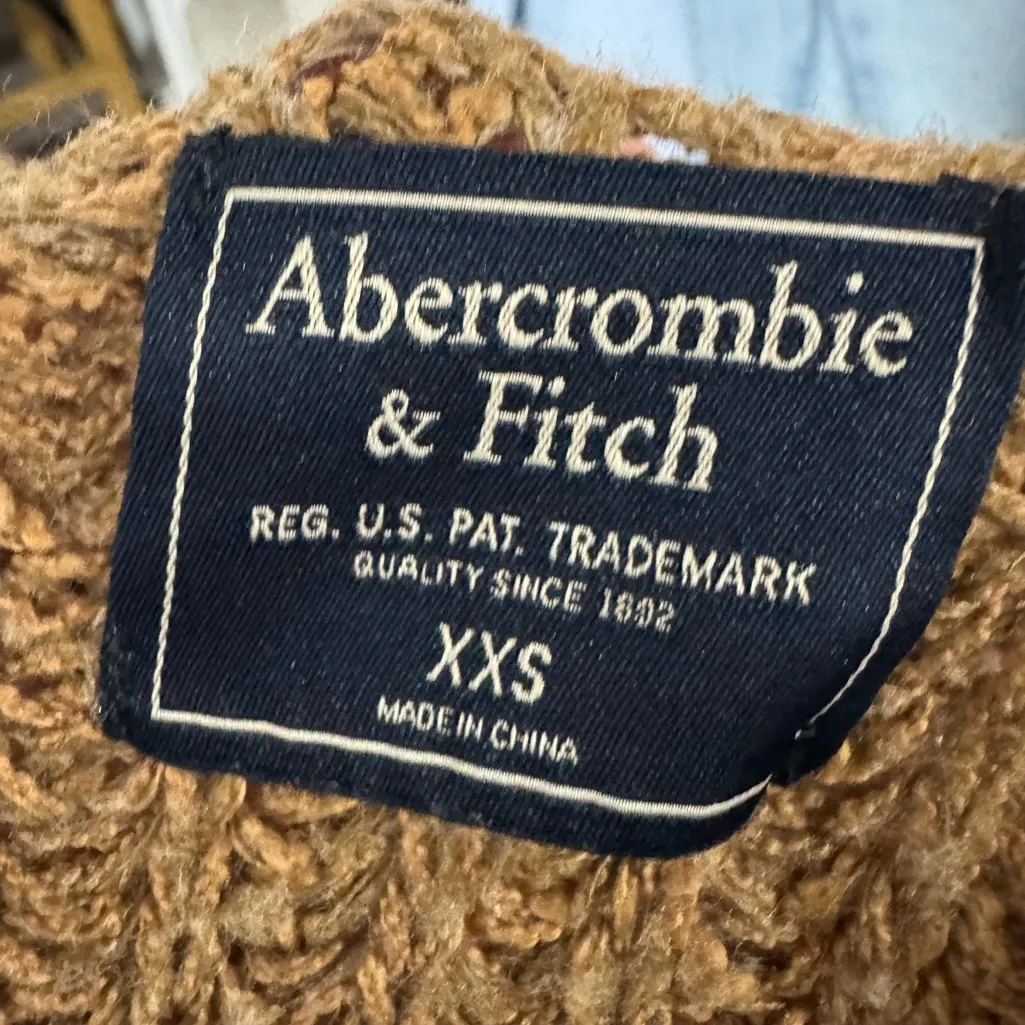 Abercrombie
& Fitch
REG. U.S. PAT. TRADEMARK
QUALITY SINCE 1892
XXS
MADE IN CHINA